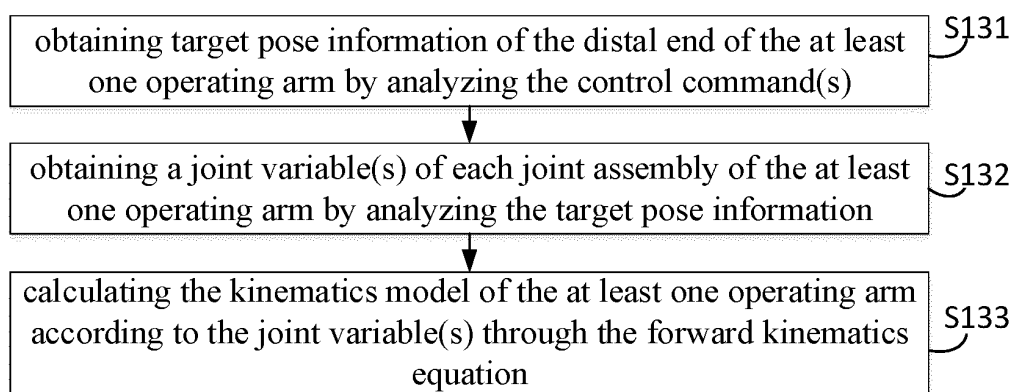 obtaining target pose information of the distal end of the at least
one operating arm by analyzing the control command(s)
S131
obtaining a joint variable(s) of each joint assembly of the at least
one operating arm by analyzing the target pose information
S132
calculating the kinematics model of the at least one operating arm
according to the joint variable(s) through the forward kinematics
equation
S133